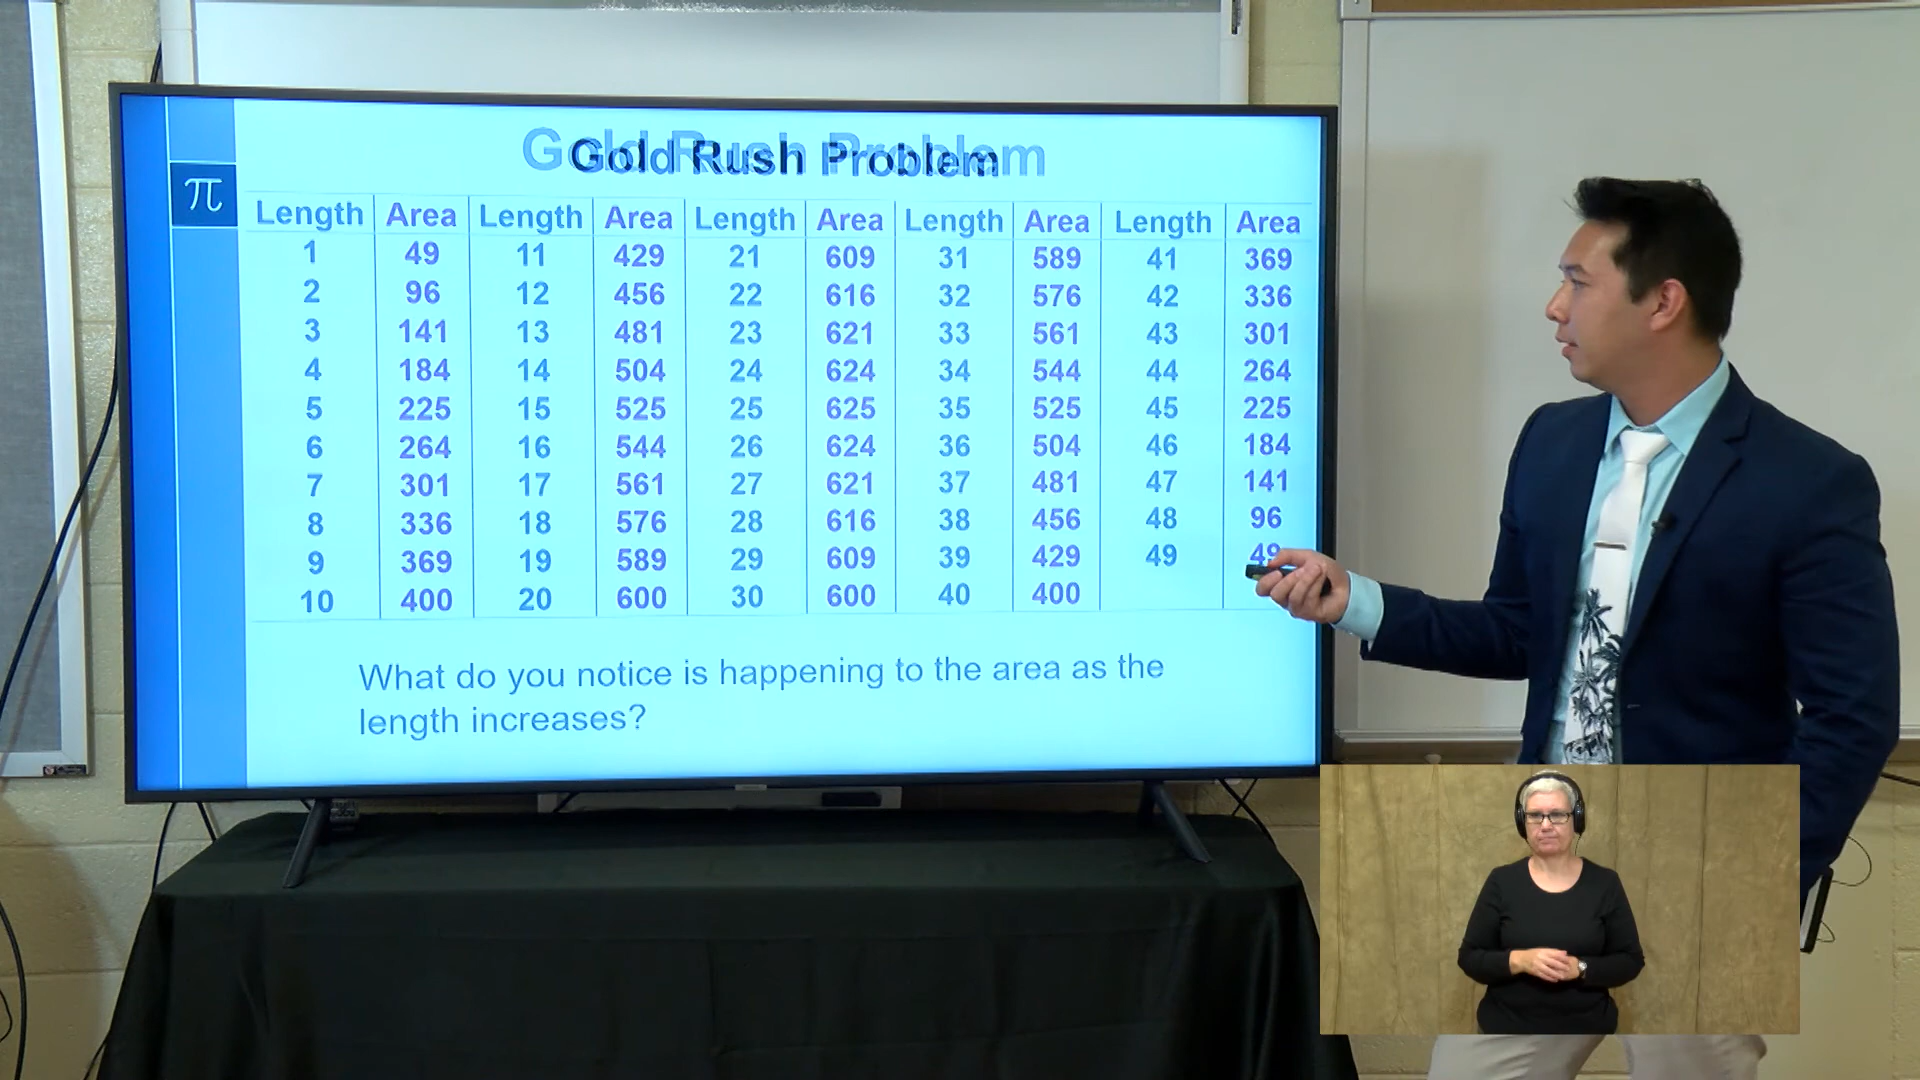 Gold Rush Problem
π
Length Area Length Area Length Area Length Area Length Area
1 49 11 429 21 609 31 589 41 369
2 96 12 456 22 616 32 576 42 336
3 141 13 481 23 621 33 561 43 301
4 184 14 504 24 624 34 544 44 264
5 225 15 525 25 625 35 525 45 225
6 264 16 544 26 624 36 504 46 184
7 301 17 561 27 621 37 481 47 141
8 336 18 576 28 616 38 456 48 96
9 369 19 589 29 609 39 429 49 49
10 400 20 600 30 600 40 400
What do you notice is happening to the area as the
length increases?